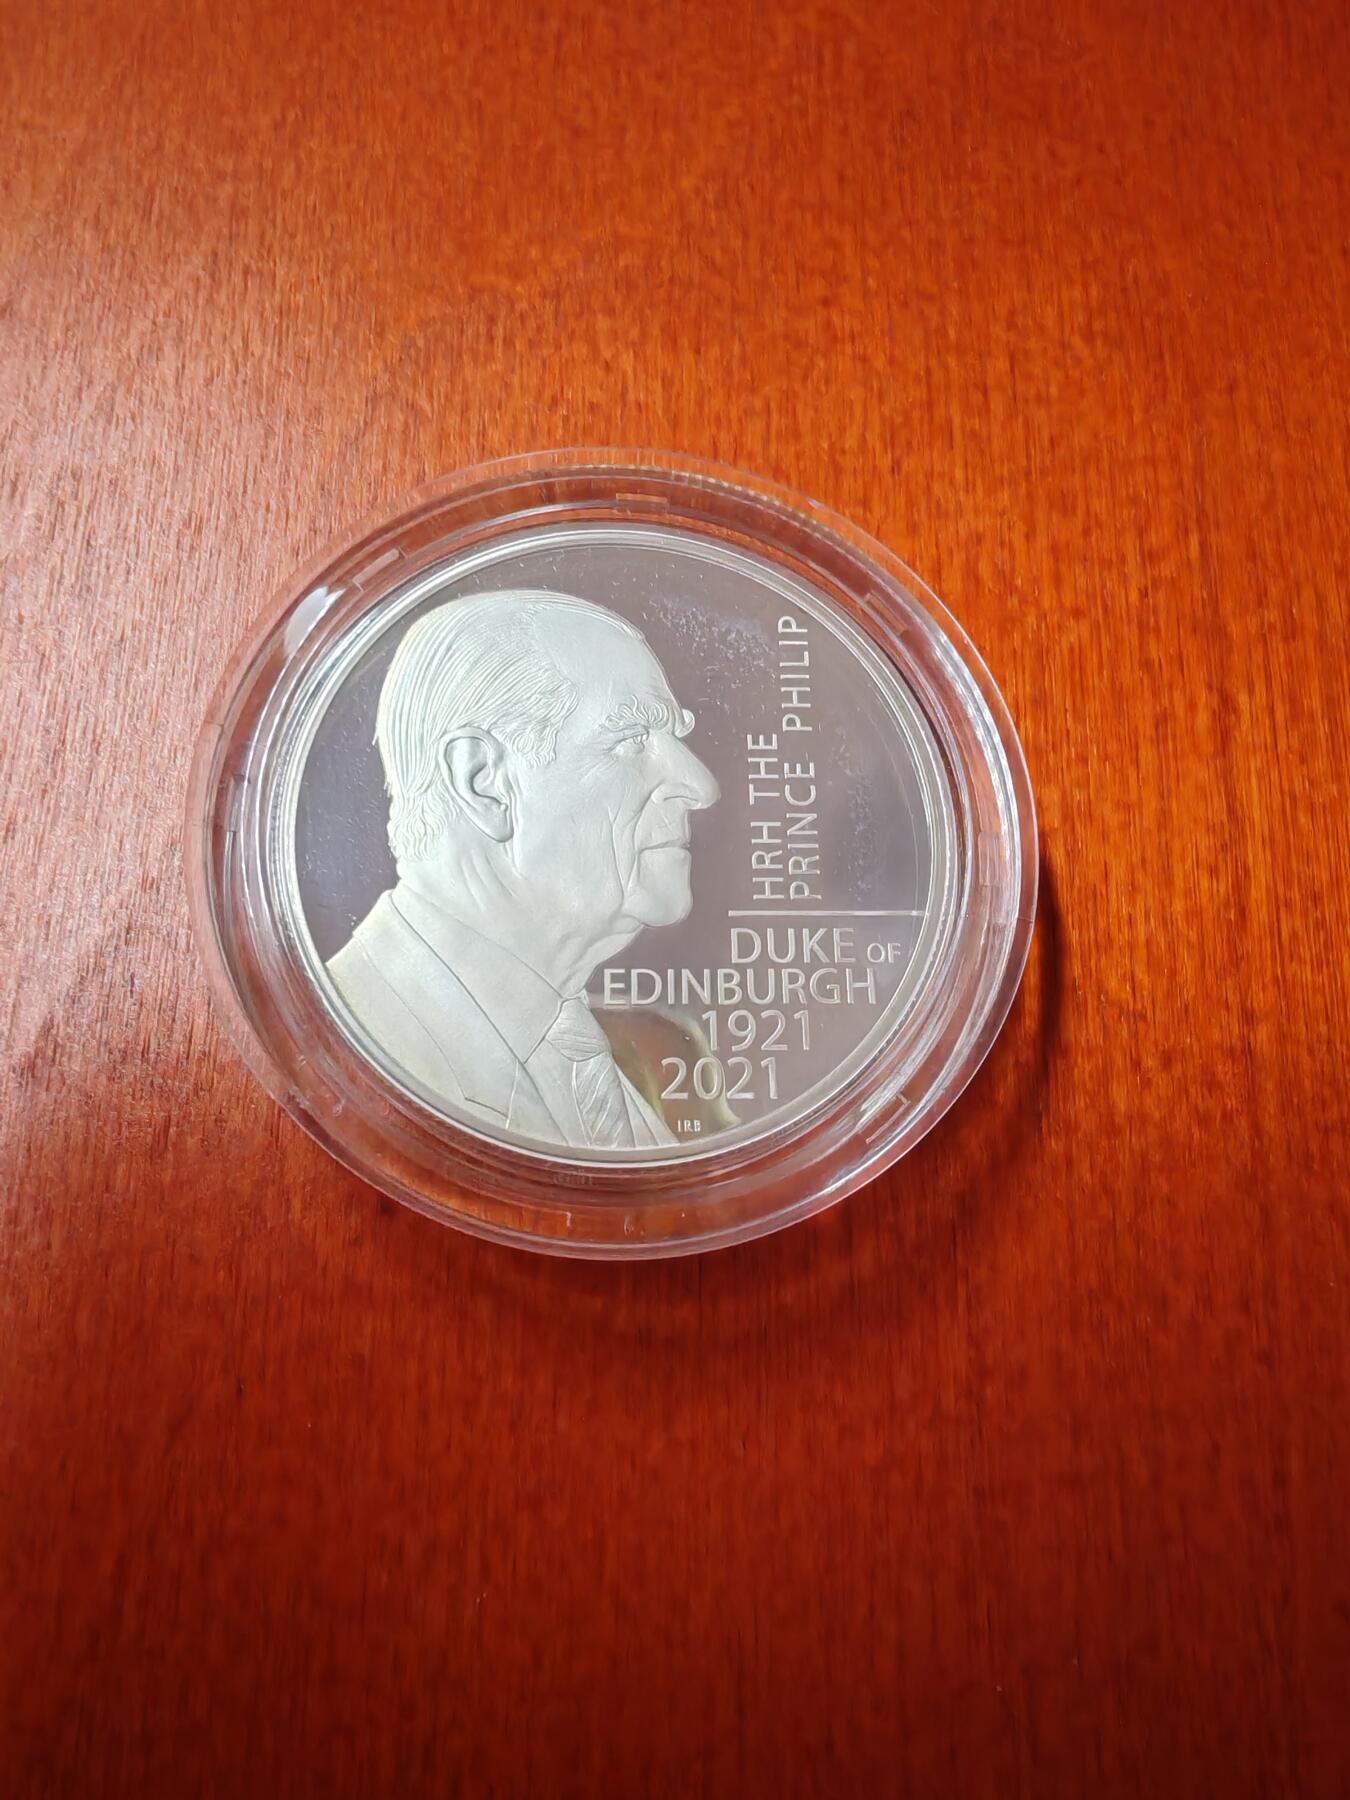 HRH THE
PRINCE PHILIP
DUKE OF
EDINBURGH
1921
2021
IRB